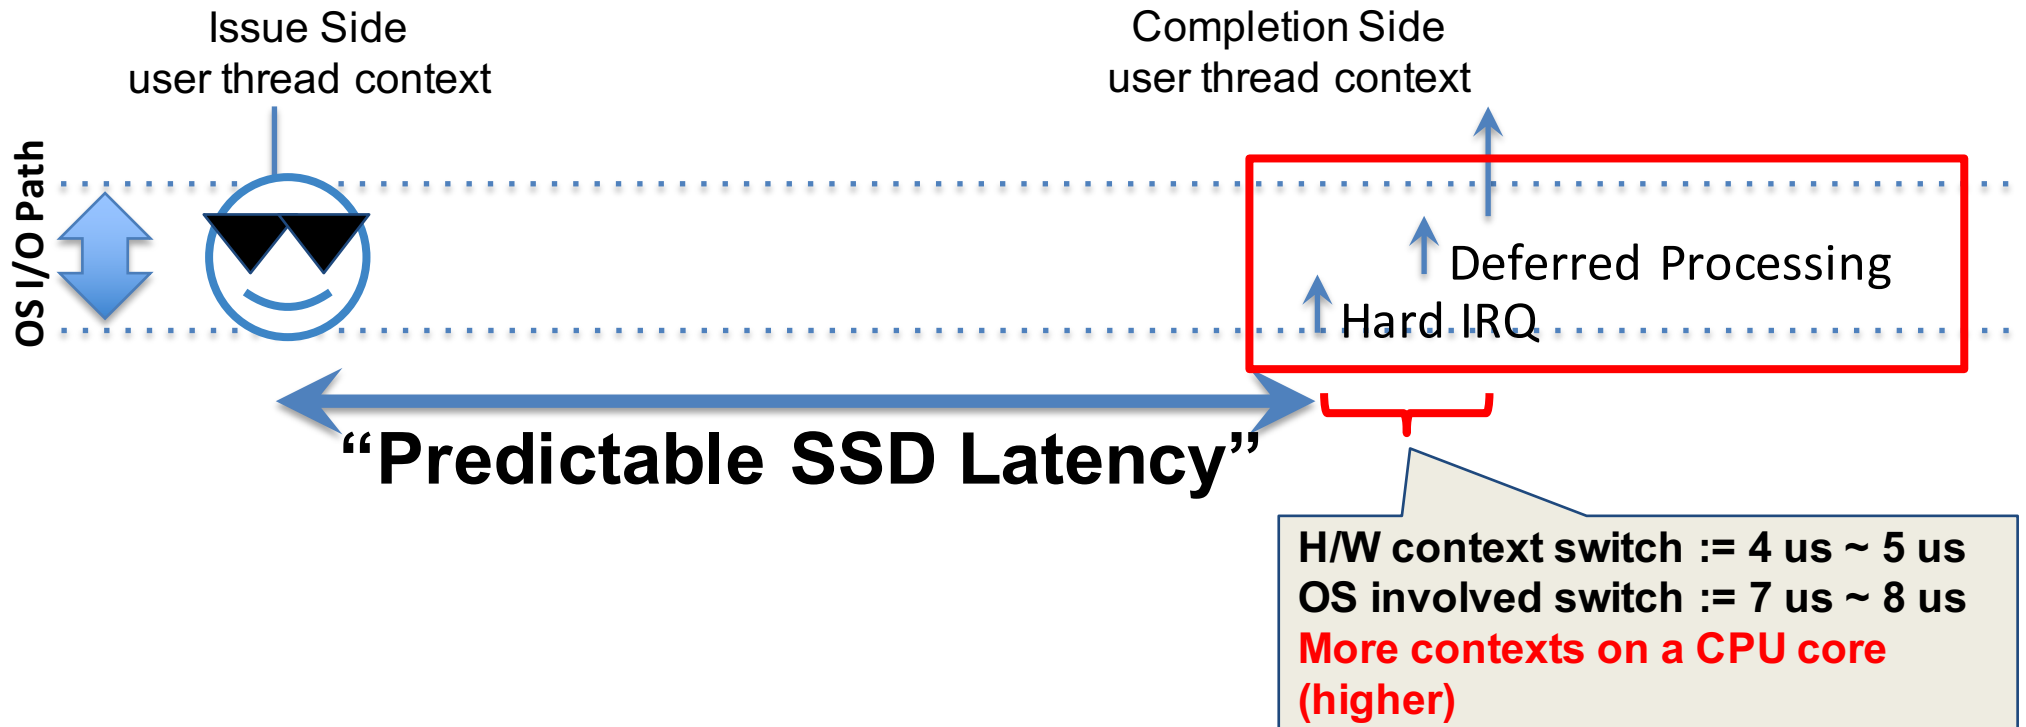 Issue Side
user thread context
Completion Side
user thread context
OS I/O Path
Deferred Processing
Hard IRQ
“Predictable SSD Latency”
H/W context switch := 4 us ~ 5 us
OS involved switch := 7 us ~ 8 us
More contexts on a CPU core
(higher)